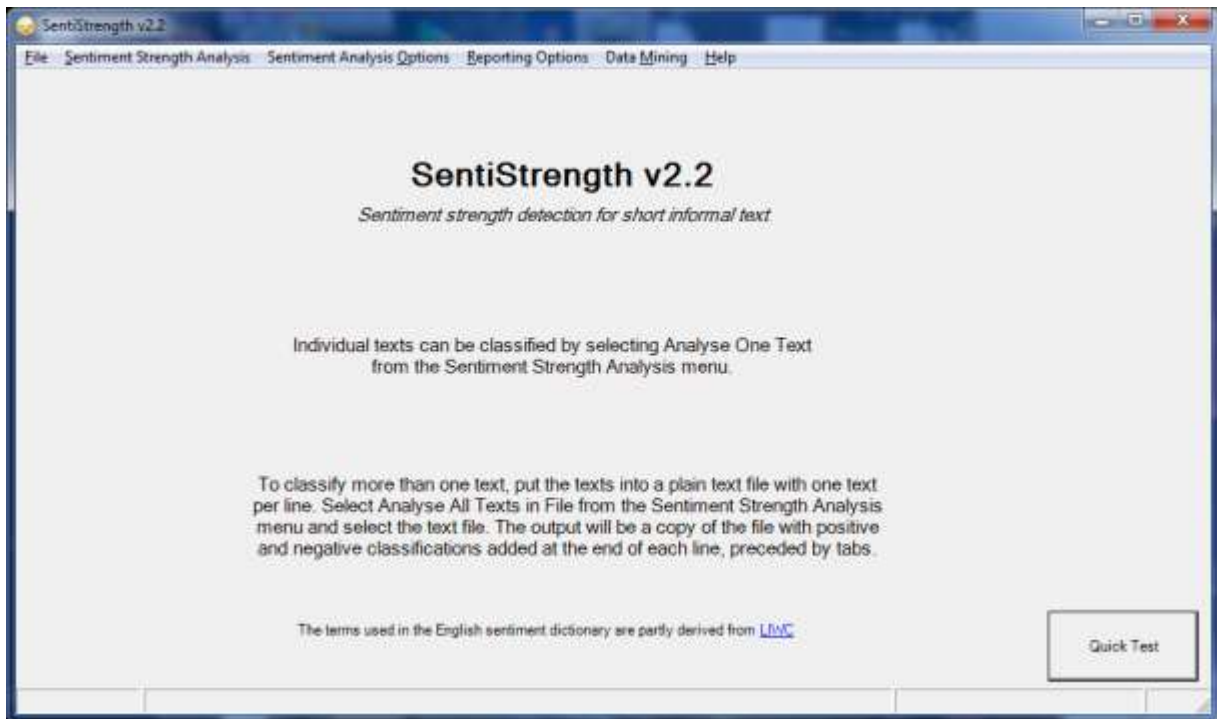 SentiStrength v2.2
File Sentiment Strength Analysis Sentiment Analysis Options Reporting Options Data Mining Help
SentiStrength v2.2
Sentiment strength detection for short informal text
Individual texts can be classified by selecting Analyse One Text
from the Sentiment Strength Analysis menu.
To classify more than one text, put the texts into a plain text file with one text
per line. Select Analyse All Texts in File from the Sentiment Strength Analysis
menu and select the text file. The output will be a copy of the file with positive
and negative classifications added at the end of each line, preceded by tabs.
The terms used in the English sentiment dictionary are partly derived from LIWC
Quick Test